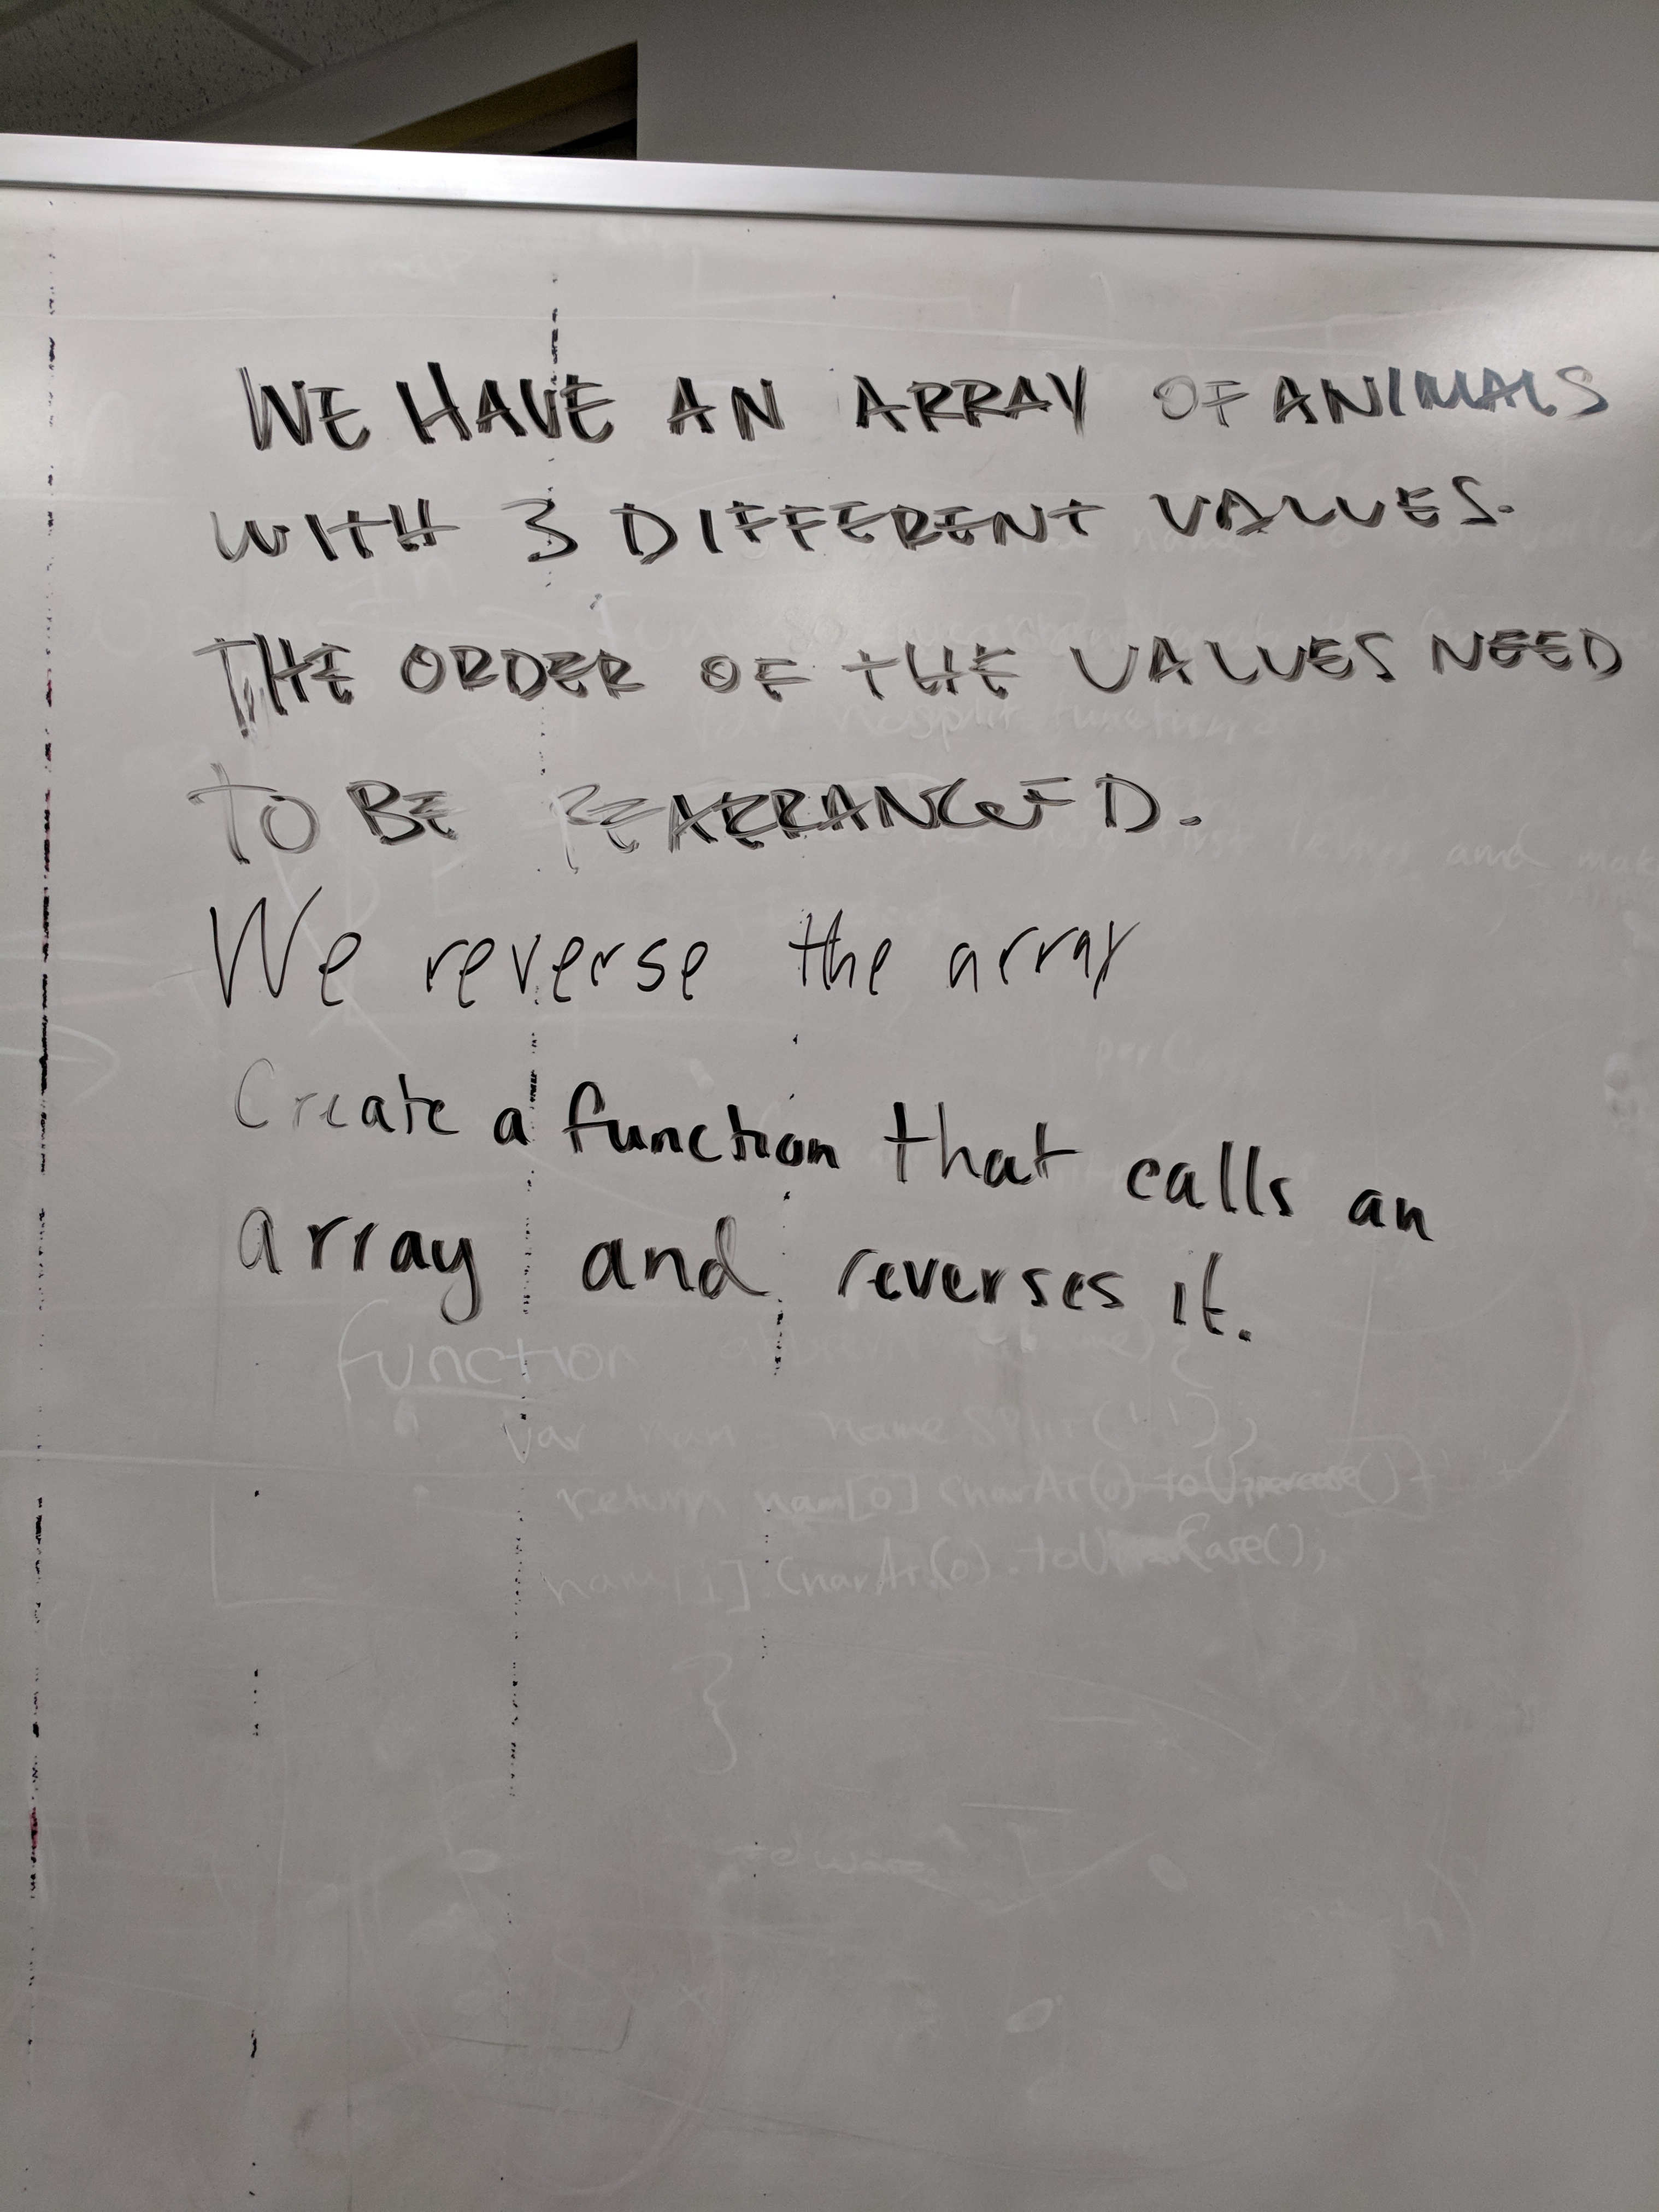 WE HAVE AN ARRAY OF ANIMALS
WITH 3 DIFFERENT VALUES.
THE ORDER OF THE VALUES NEED
TO BE REARRANGED.
We reverse the array
Create a function that calls an
array and reverses it.
function
var nam name split(' ');
return nam[0] charAt(0) toUppercase() +
nam[1].charAt(0).toU Case();
}